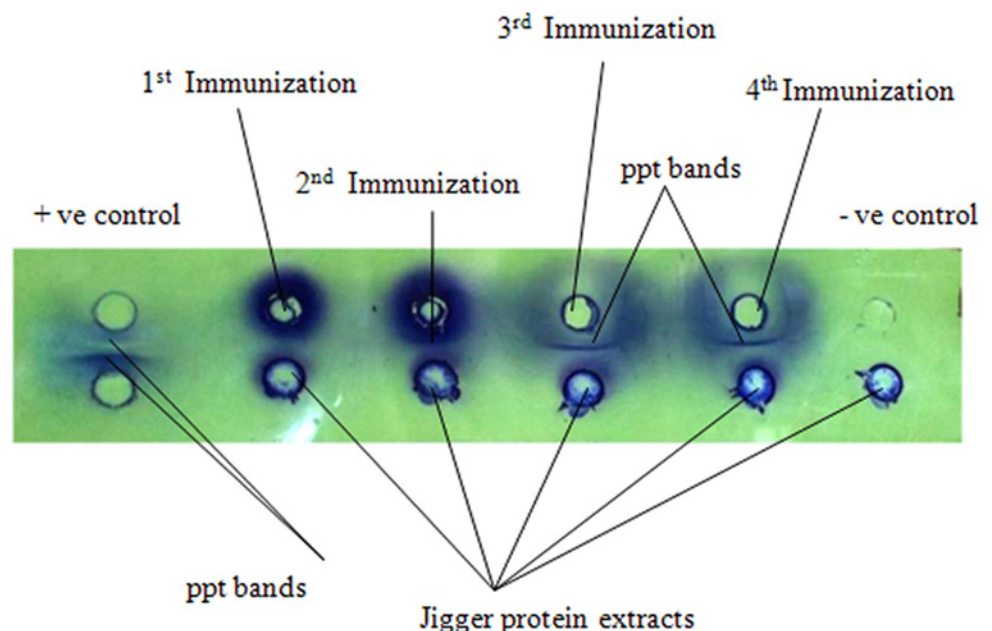 3rd Immunization
1st Immunization
4th Immunization
2nd Immunization
ppt bands
+ ve control
- ve control
ppt bands
Jigger protein extracts